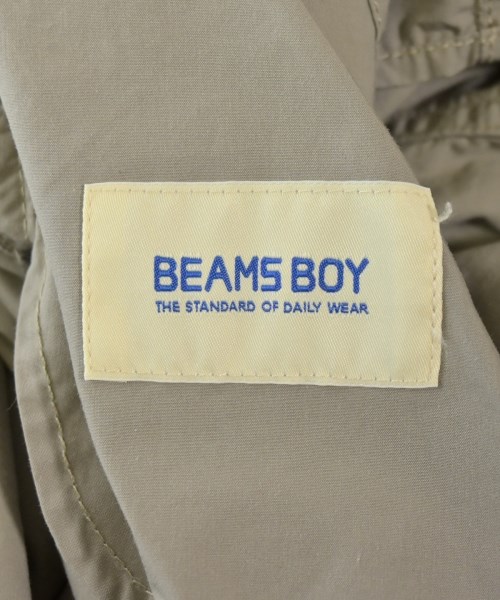 BEAMS BOY
THE STANDARD OF DAILY WEAR